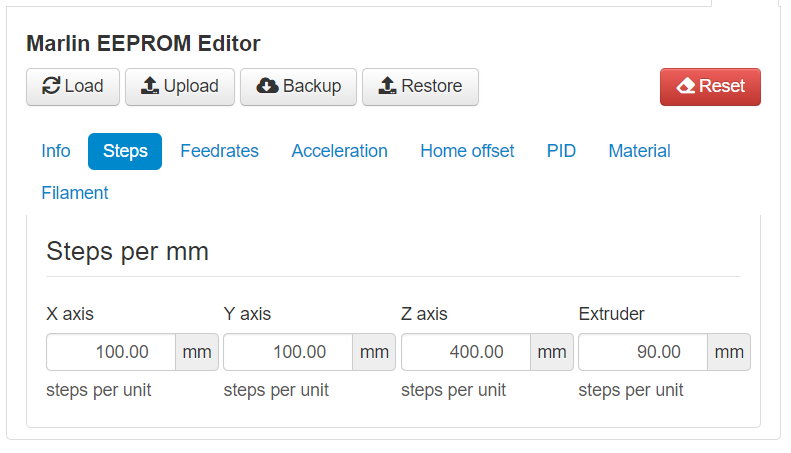 Marlin EEPROM Editor
Load Upload Backup Restore Reset
Info Steps Feedrates Acceleration Home offset PID Material
Filament
Steps per mm
X axis Y axis Z axis Extruder
100.00 mm 100.00 mm 400.00 mm 90.00 mm
steps per unit steps per unit steps per unit steps per unit